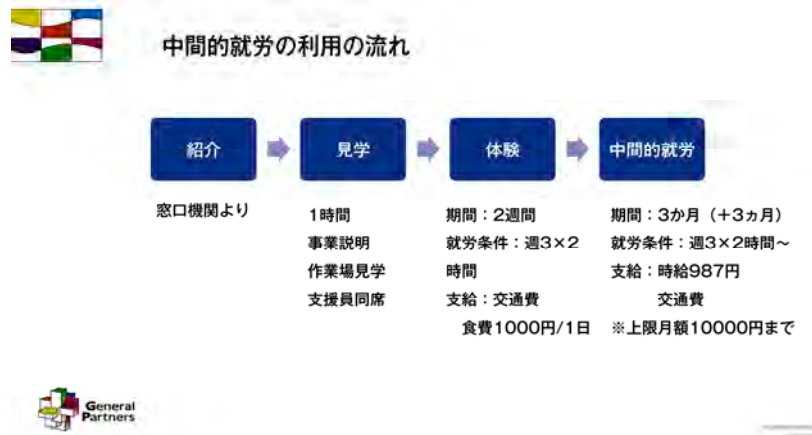 中間的就労の利用の流れ
紹介
見学
体験
中間的就労
窓口機関より
1時間
事業説明
作業場見学
支援員同席
期間：2週間
就労条件：週3×2
時間
支給：交通費
食費1000円/1日
期間：3か月（＋3ヵ月）
就労条件：週3×2時間～
支給：時給987円
交通費
※上限月額10000円まで
General
Partners